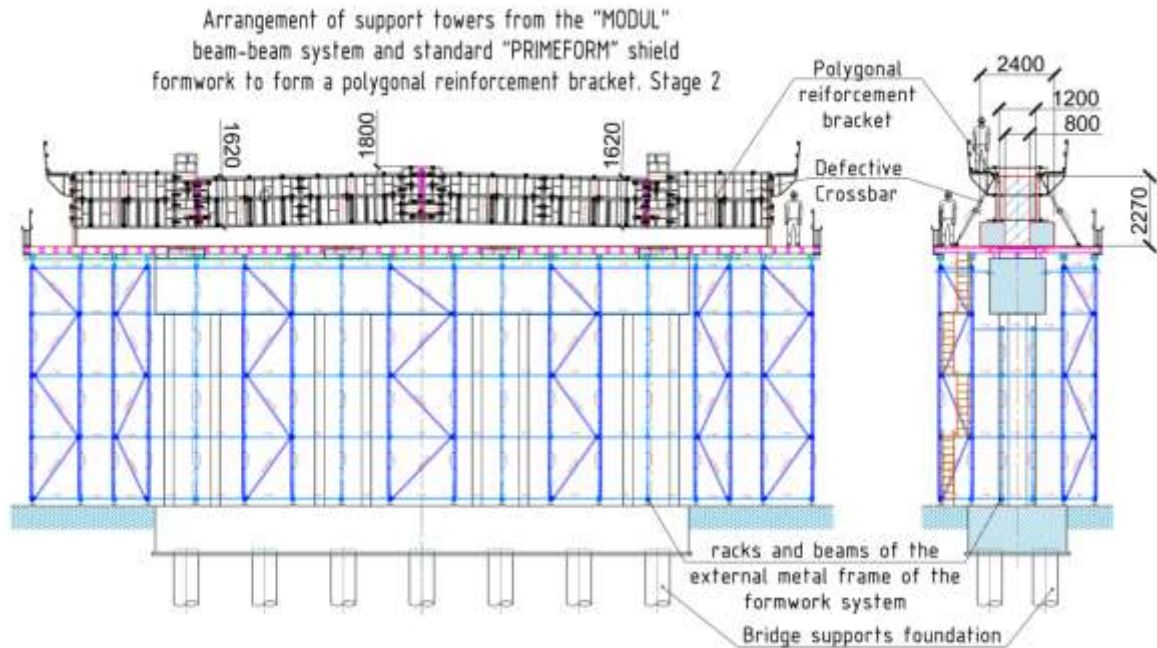 Arrangement of support towers from the "MODUL"
beam-beam system and standard "PRIMEFORM" shield
formwork to form a polygonal reinforcement bracket. Stage 2
Polygonal
reiforcement
bracket
2400
1200
800
1620
1800
1620
Defective
Crossbar
2270
racks and beams of the
external metal frame of the
formwork system
Bridge supports foundation